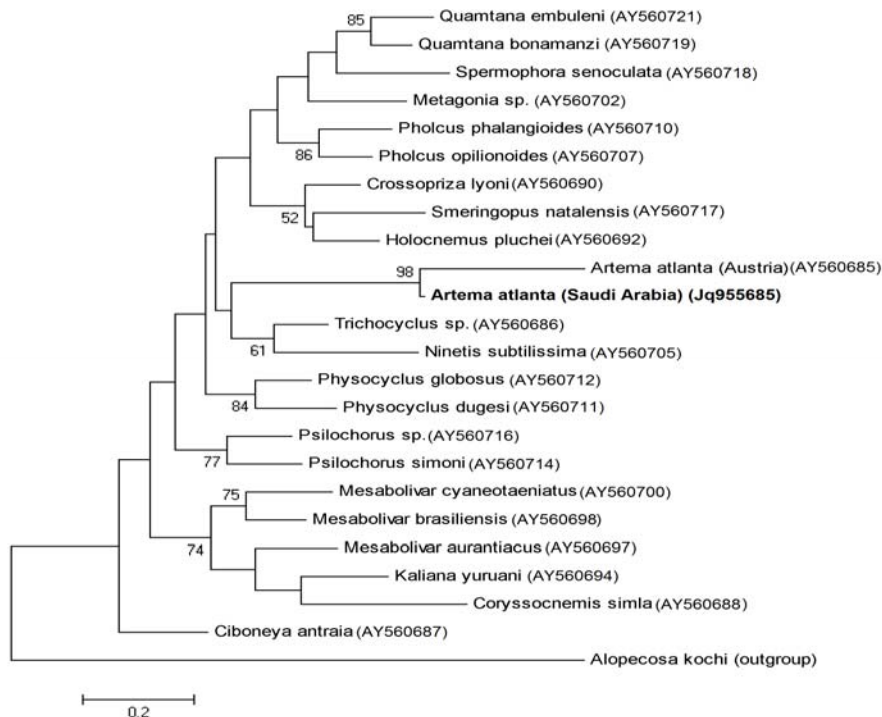 85
Quamtana embuleni (AY560721)
Quamtana bonamanzi (AY560719)
Spermophora senoculata (AY560718)
Metagonia sp. (AY560702)
Pholcus phalangioides (AY560710)
86
Pholcus opilionoides (AY560707)
Crossopriza lyoni (AY560690)
52
Smeringopus natalensis (AY560717)
Holocnemus pluchei (AY560692)
98
Artema atlanta (Austria) (AY560685)
Artema atlanta (Saudi Arabia) (Jq955685)
Trichocyclus sp. (AY560686)
61
Ninetis subtilissima (AY560705)
Physocyclus globosus (AY560712)
84
Physocyclus dugesi (AY560711)
Psilochorus sp. (AY560716)
77
Psilochorus simoni (AY560714)
75
Mesabolivar cyaneotaeniatus (AY560700)
Mesabolivar brasiliensis (AY560698)
74
Mesabolivar aurantiacus (AY560697)
Kaliana yuruani (AY560694)
Coryssocnemis simla (AY560688)
Ciboneya antraia (AY560687)
Alopecosa kochi (outgroup)
0.2